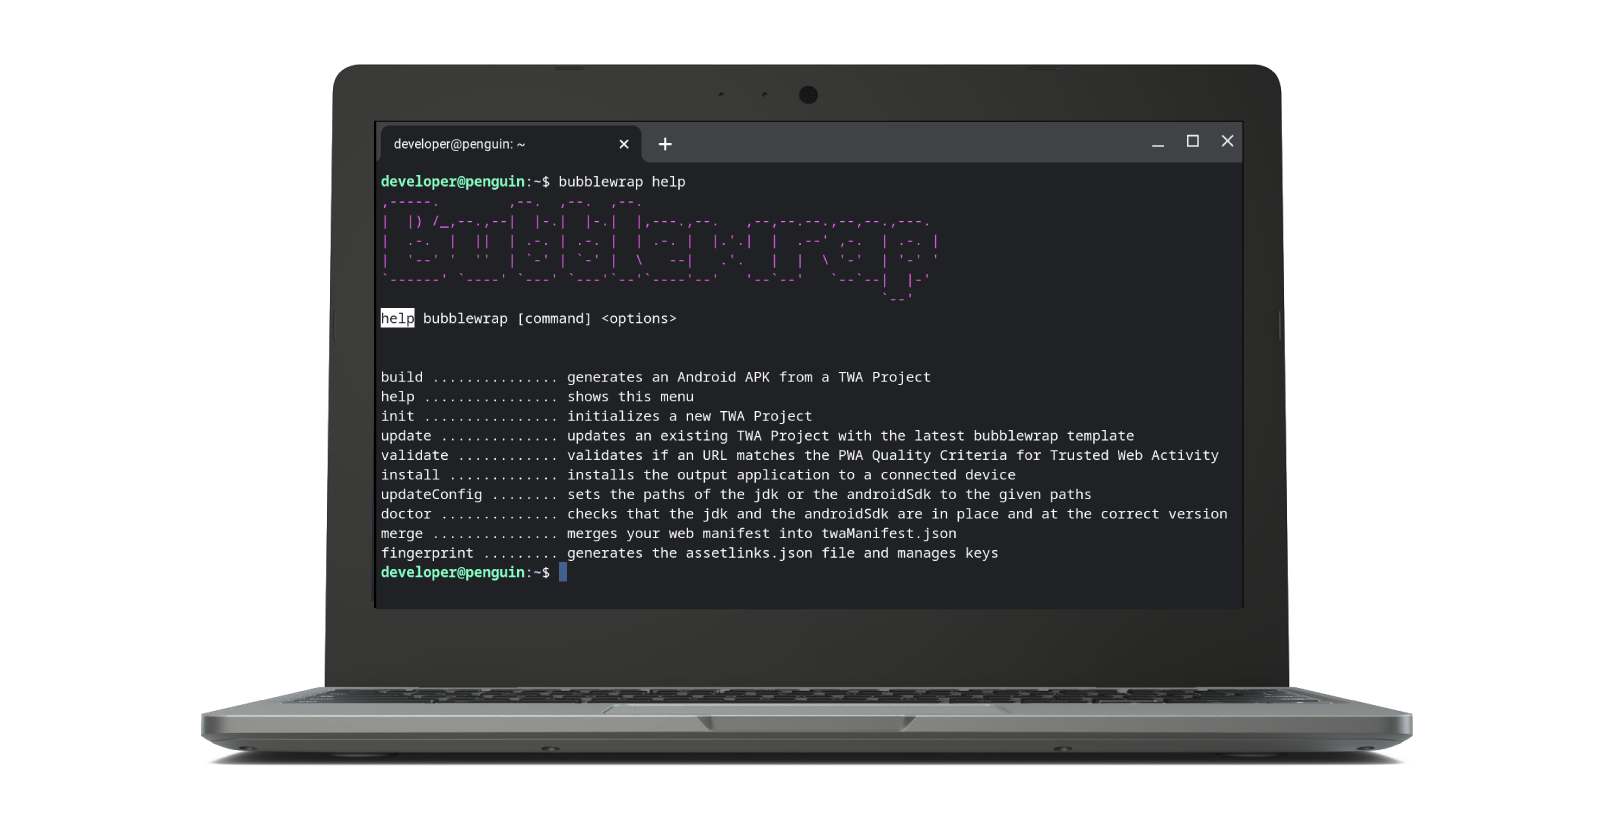 developer@penguin: ~
developer@penguin:~$ bubblewrap help
Bubblewrap
help bubblewrap [command] <options>
build ............... generates an Android APK from a TWA Project
help ................ shows this menu
init ................ initializes a new TWA Project
update .............. updates an existing TWA Project with the latest bubblewrap template
validate ............ validates if an URL matches the PWA Quality Criteria for Trusted Web Activity
install ............. installs the output application to a connected device
updateConfig ........ sets the paths of the jdk or the androidSdk to the given paths
doctor .............. checks that the jdk and the androidSdk are in place and at the correct version
merge ............... merges your web manifest into twaManifest.json
fingerprint ......... generates the assetlinks.json file and manages keys
developer@penguin:~$